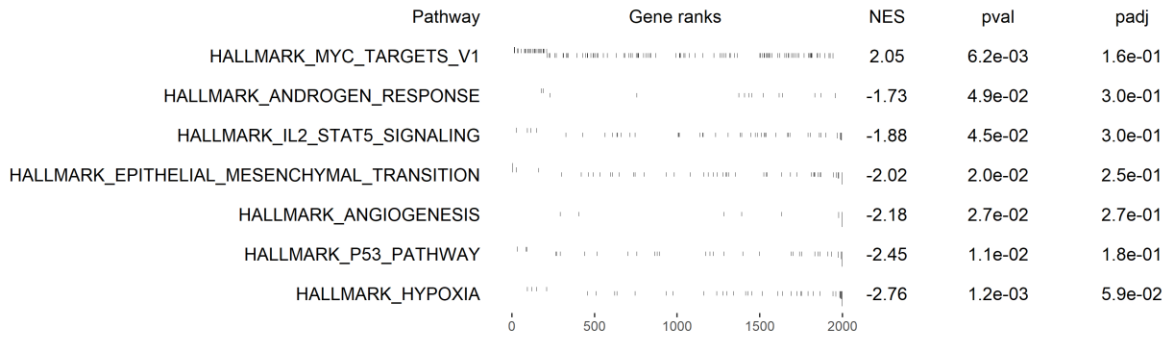 Pathway Gene ranks NES pval padj
HALLMARK_MYC_TARGETS_V1 2.05 6.2e-03 1.6e-01
HALLMARK_ANDROGEN_RESPONSE -1.73 4.9e-02 3.0e-01
HALLMARK_IL2_STAT5_SIGNALING -1.88 4.5e-02 3.0e-01
HALLMARK_EPITHELIAL_MESENCHYMAL_TRANSITION -2.02 2.0e-02 2.5e-01
HALLMARK_ANGIOGENESIS -2.18 2.7e-02 2.7e-01
HALLMARK_P53_PATHWAY -2.45 1.1e-02 1.8e-01
HALLMARK_HYPOXIA -2.76 1.2e-03 5.9e-02
0 500 1000 1500 2000